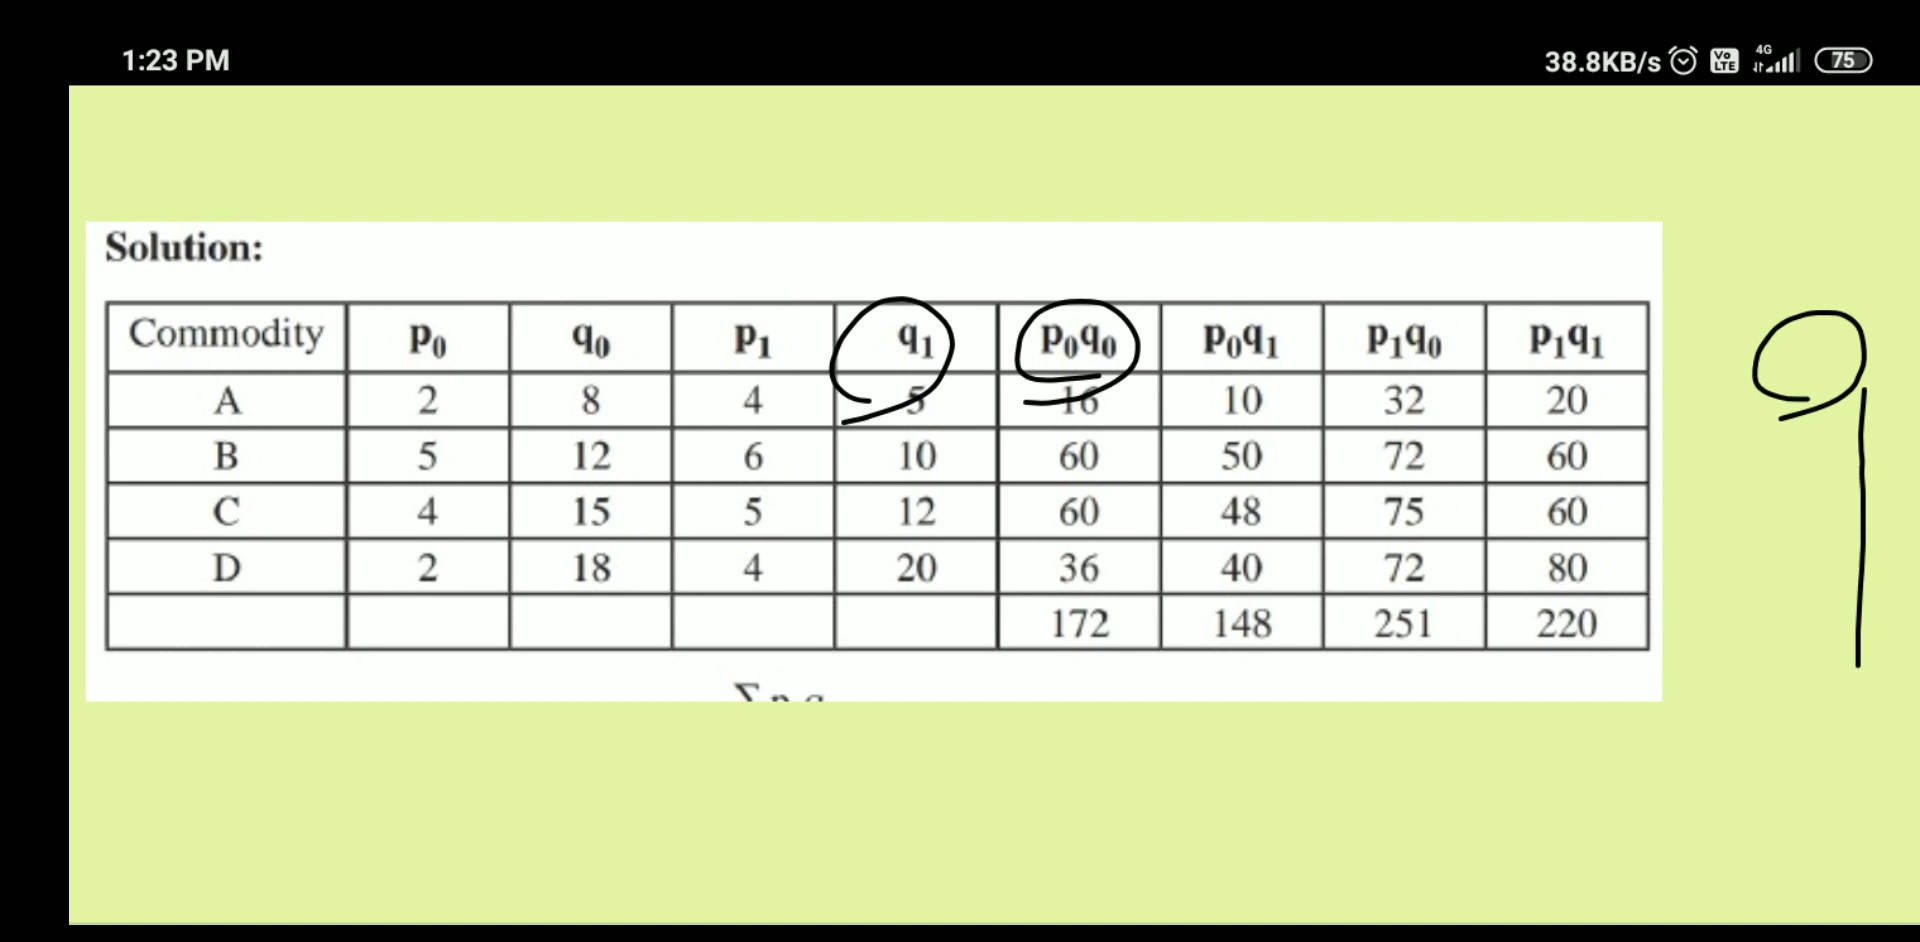 1:23 PM 38.8KB/s VoLTE 4G 75
Solution:
Commodity p₀ q₀ p₁ q₁ p₀q₀ p₀q₁ p₁q₀ p₁q₁
A 2 8 4 5 16 10 32 20
B 5 12 6 10 60 50 72 60
C 4 15 5 12 60 48 75 60
D 2 18 4 20 36 40 72 80
172 148 251 220
q